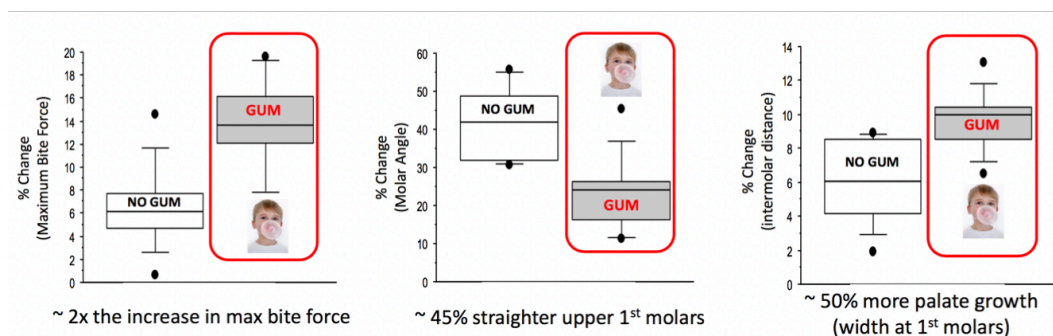 % Change
(Maximum Bite Force)
20
18
16
14
12
10
8
6
4
2
0
NO GUM
GUM
~ 2x the increase in max bite force
% Change
(Molar Angle)
60
50
40
30
20
10
0
NO GUM
GUM
~ 45% straighter upper 1st molars
% Change
(intermolar distance)
14
12
10
8
6
4
2
0
NO GUM
GUM
~ 50% more palate growth
(width at 1st molars)